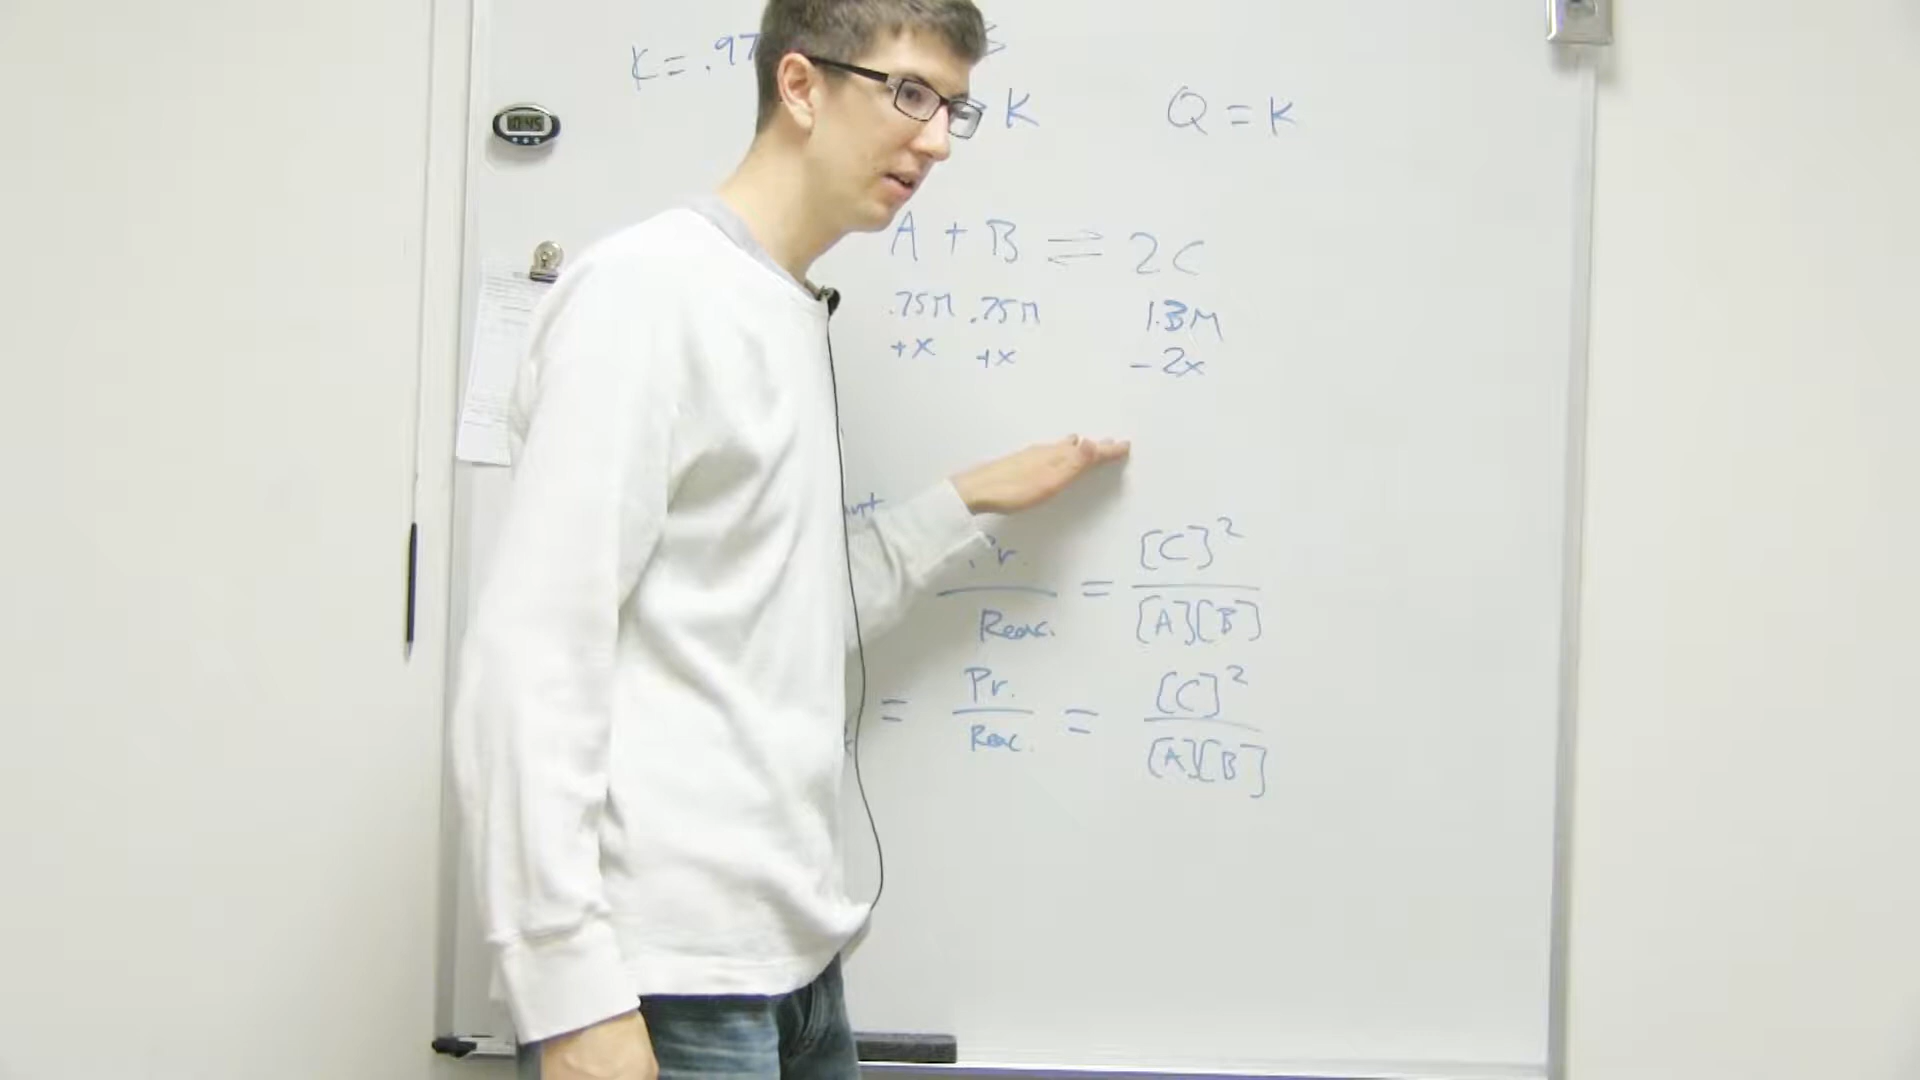 K = .97
K Q = K
A + B ⇌ 2C
.75M .75M 1.3M
+x +x -2x
Pr. = [C]²
Reac. [A][B]
= Pr. = [C]²
Reac. [A][B]